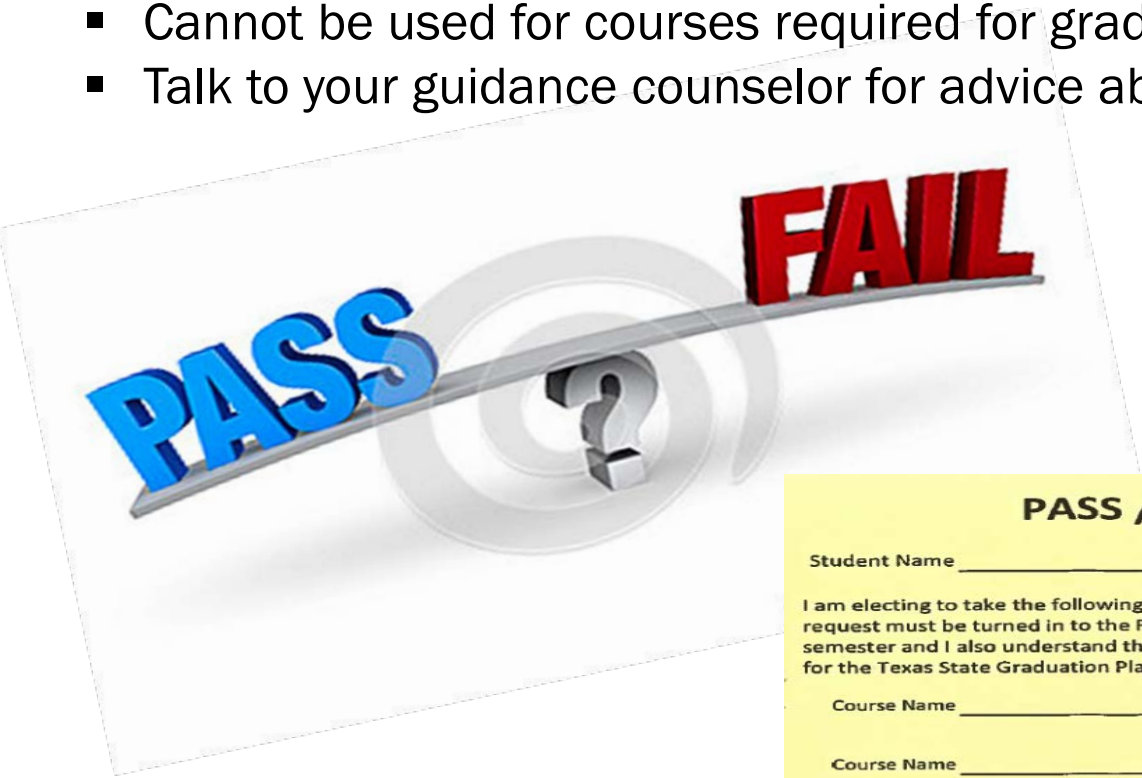 ▪ Cannot be used for courses required for grad
▪ Talk to your guidance counselor for advice ab
FAIL
PASS
?
PASS
Student Name
I am electing to take the following
request must be turned in to the
semester and I also understand
for the Texas State Graduation
Course Name
Course Name